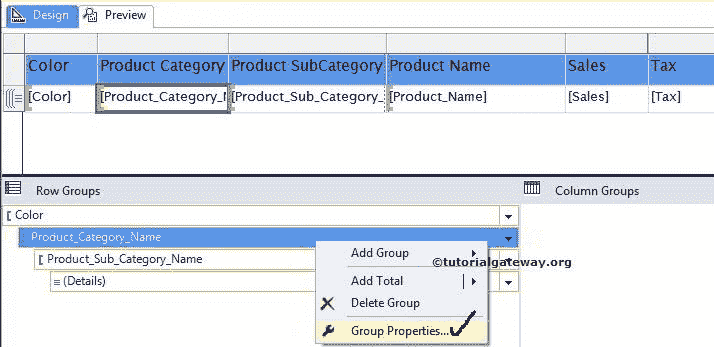 Design Preview
Color Product Category Product SubCategory Product Name Sales Tax
[Color] [Product_Category_N [Product_Sub_Category_ [Product_Name] [Sales] [Tax]
Row Groups Column Groups
[ Color
Product_Category_Name
[ Product_Sub_Category_Name
(Details)
Add Group
©tutorialgateway.org
Add Total
Delete Group
Group Properties...